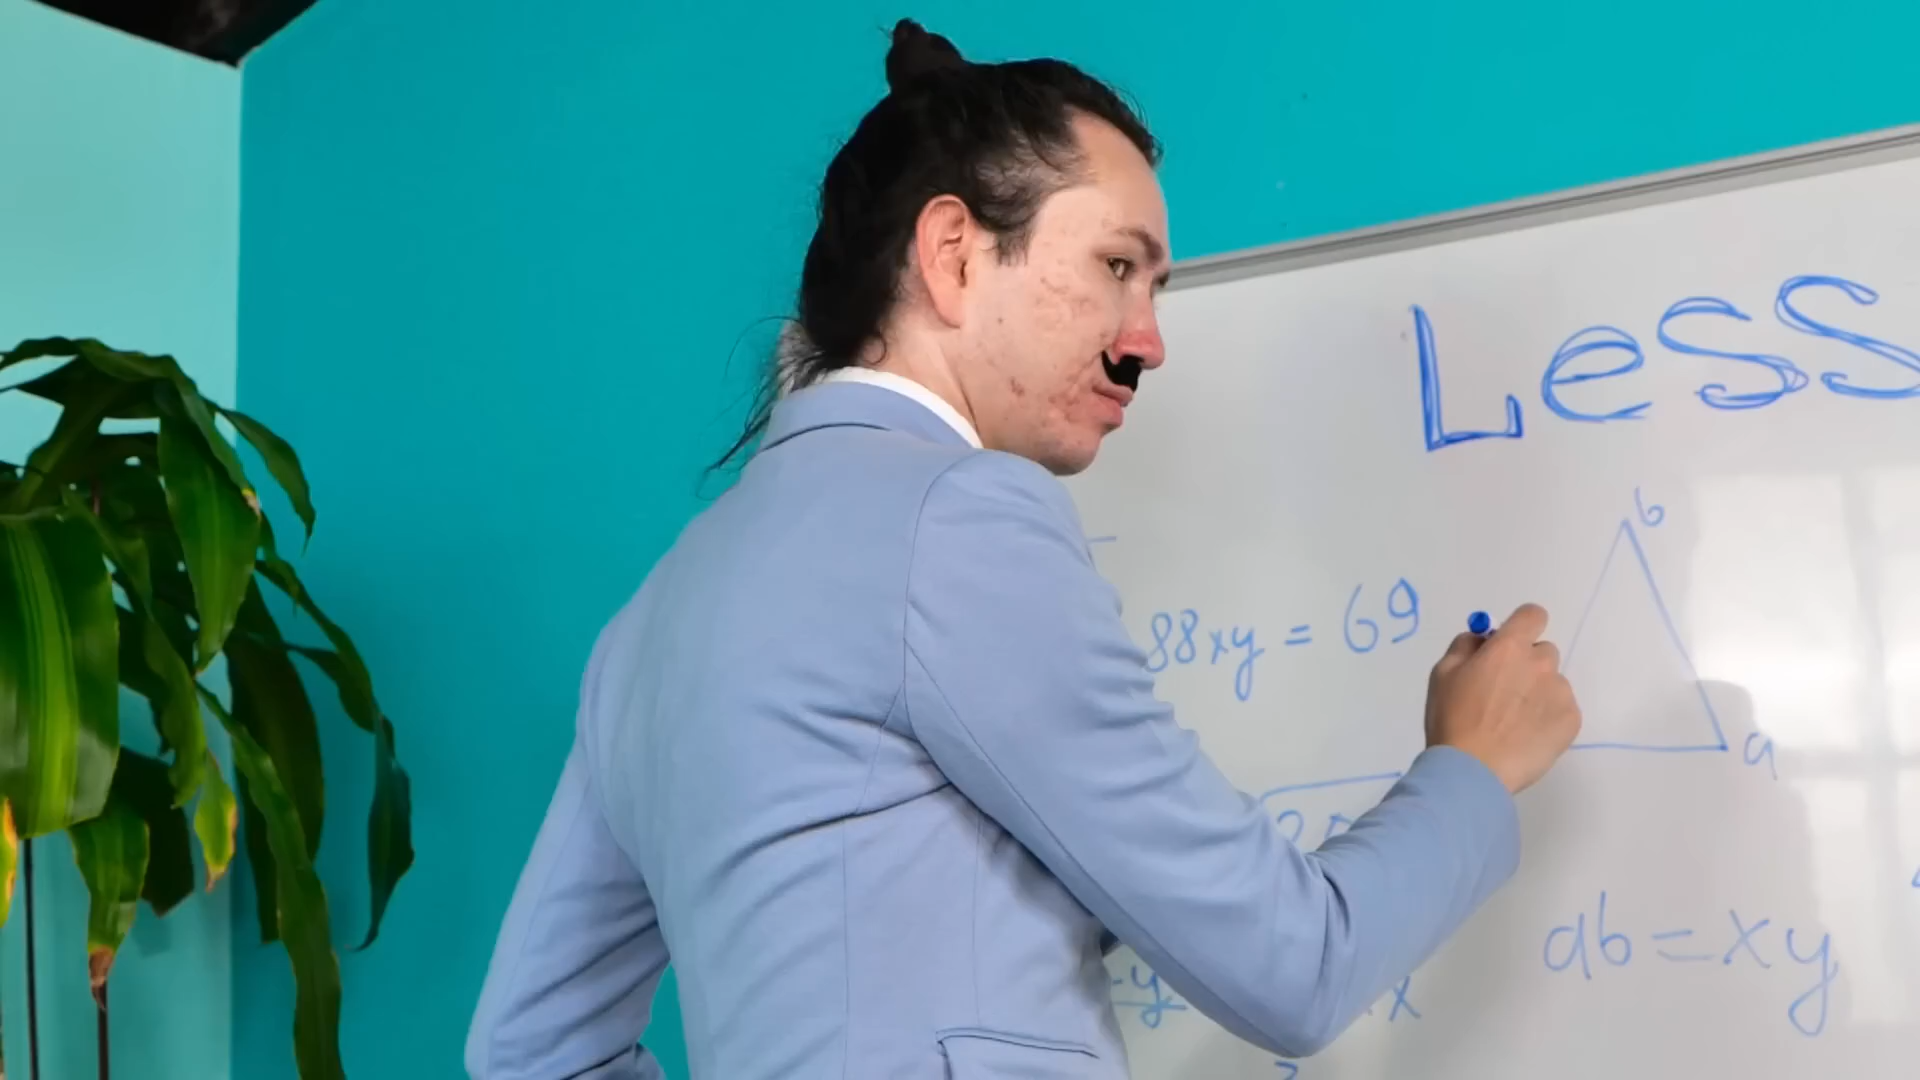 Less
b
88xy = 69
a
ab = xy
-y
x